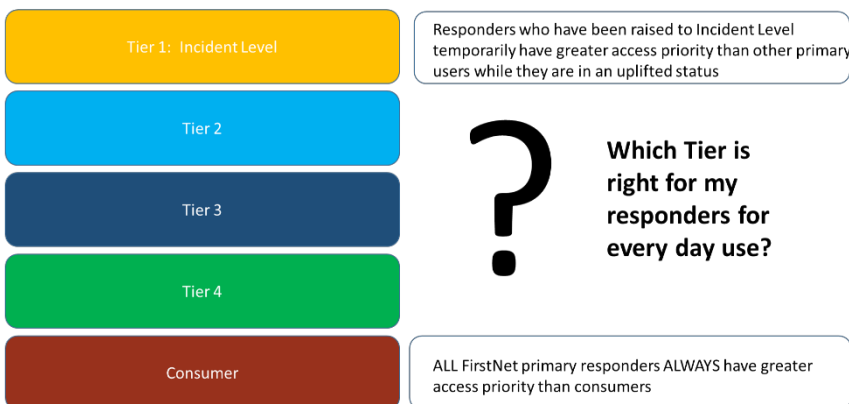 Tier 1:  Incident Level
Responders who have been raised to Incident Level
temporarily have greater access priority than other primary
users while they are in an uplifted status
Tier 2
?
Which Tier is
right for my
responders for
every day use?
Tier 3
Tier 4
Consumer
ALL FirstNet primary responders ALWAYS have greater
access priority than consumers